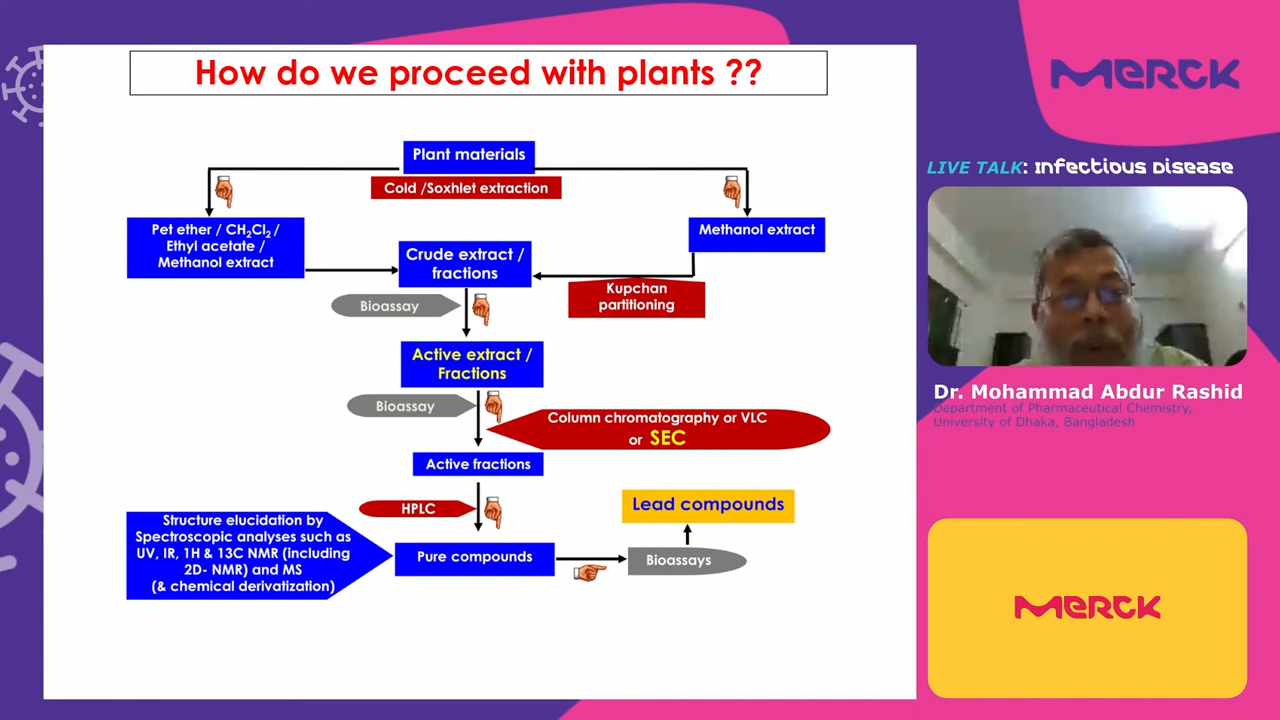 How do we proceed with plants ??
MERCK
Plant materials
Cold /Soxhlet extraction
LIVE TALK: Infectious Disease
Pet ether / CH₂Cl₂ /
Ethyl acetate /
Methanol extract
Methanol extract
Crude extract /
fractions
Kupchan
partitioning
Bioassay
Active extract /
Fractions
Bioassay
Column chromatography or VLC
or SEC
Active fractions
HPLC
Lead compounds
Structure elucidation by
Spectroscopic analyses such as
UV, IR, 1H & 13C NMR (including
2D- NMR) and MS
(& chemical derivatization)
Pure compounds
Bioassays
Dr. Mohammad Abdur Rashid
Department of Pharmaceutical Chemistry,
University of Dhaka, Bangladesh
MERCK